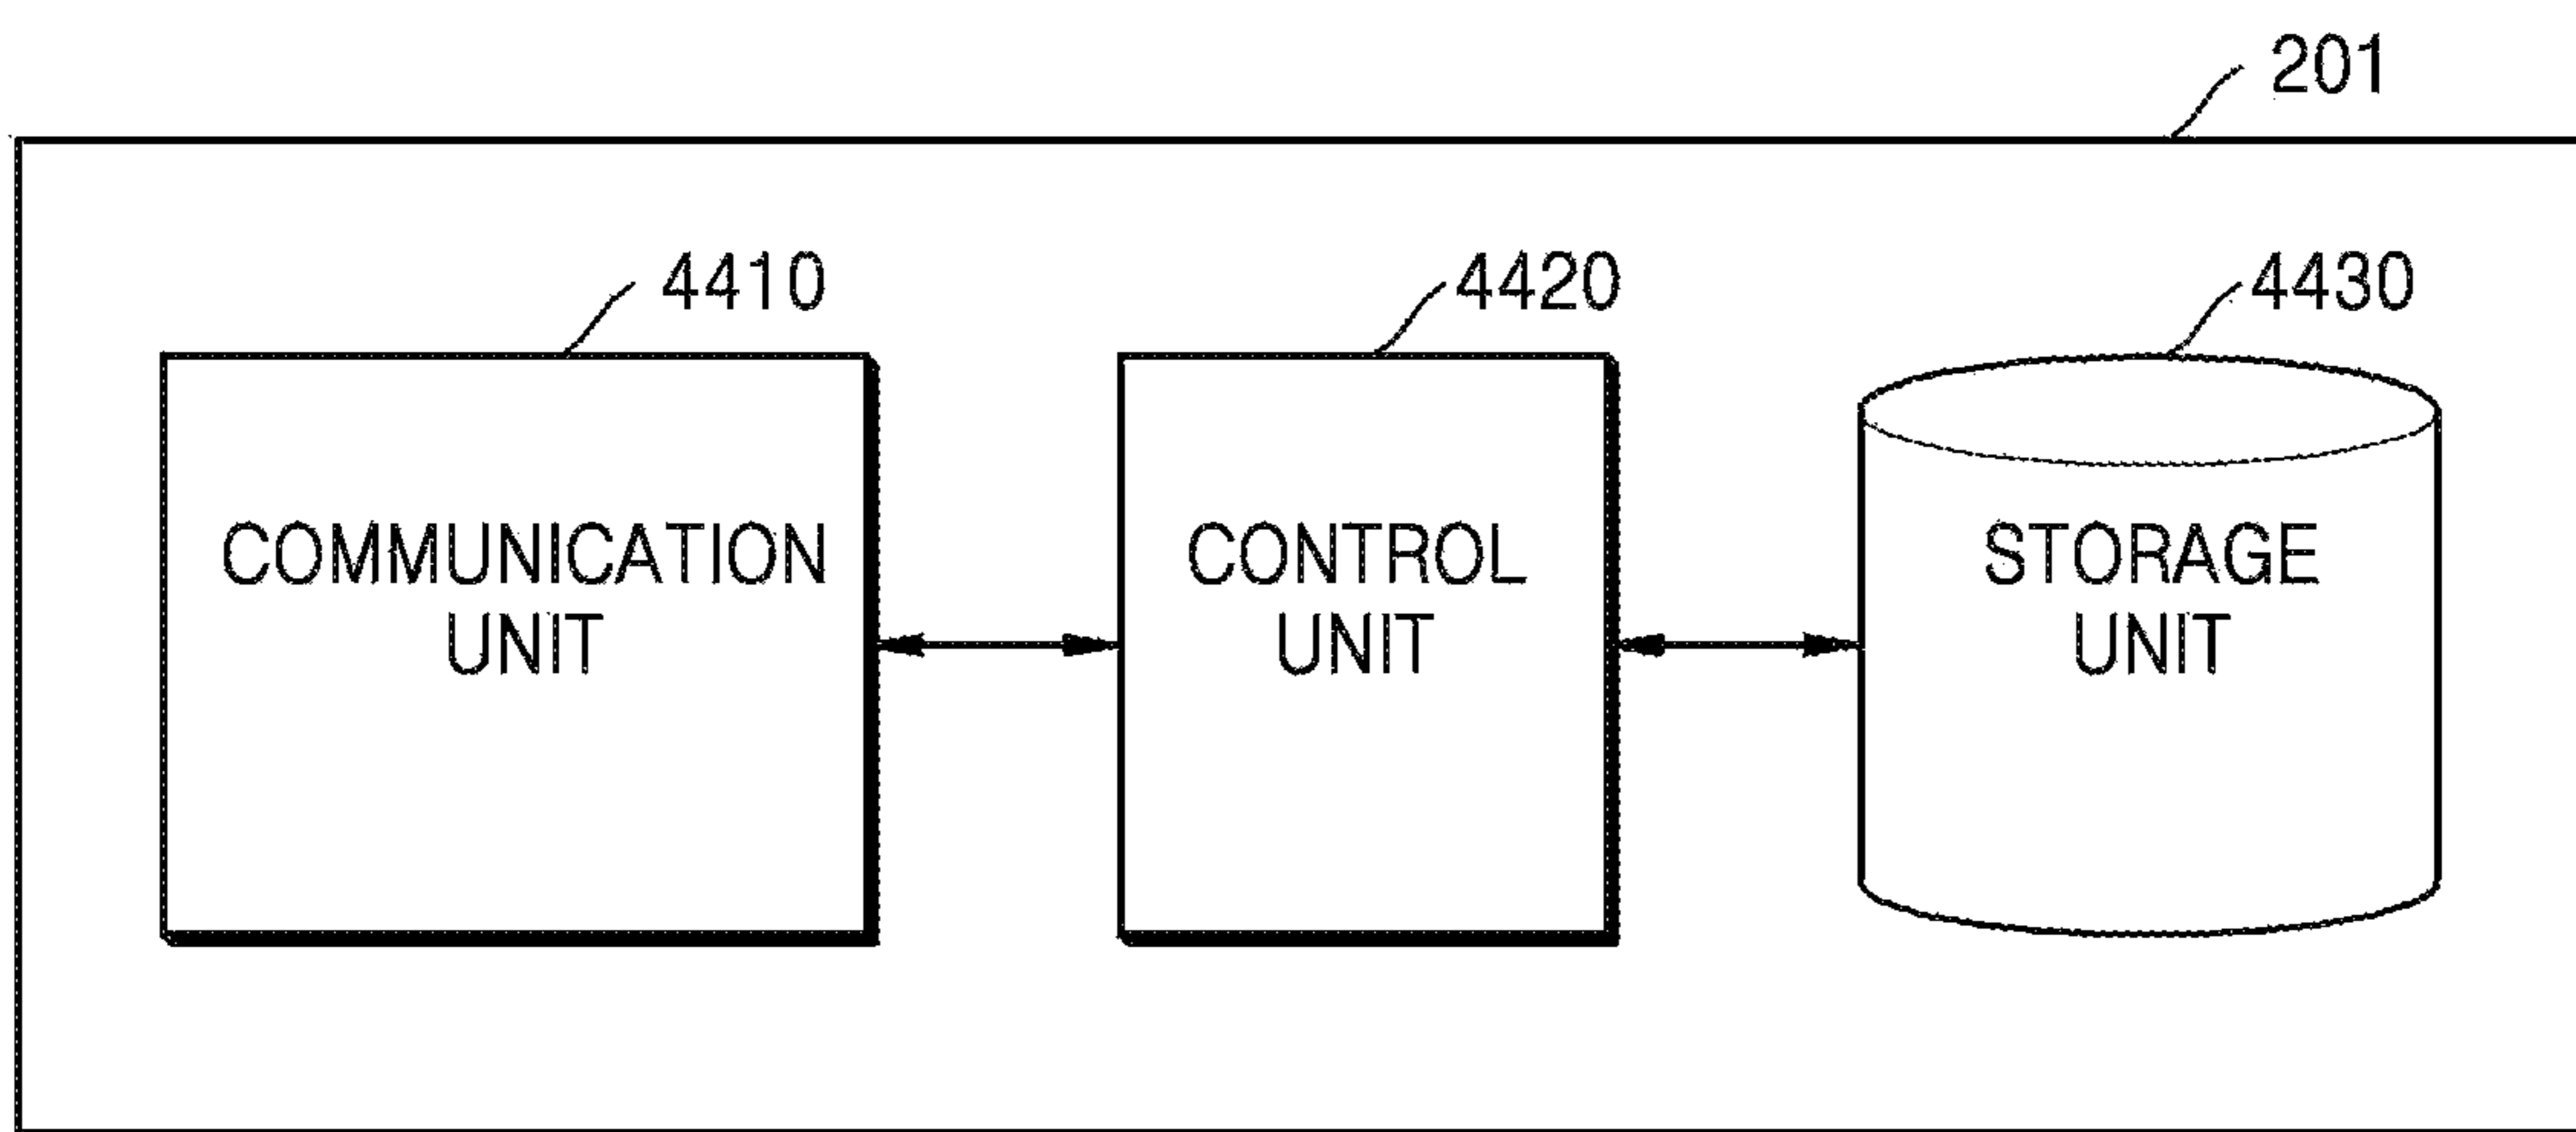 201
4410
4420
4430
COMMUNICATION
UNIT
CONTROL
UNIT
STORAGE
UNIT